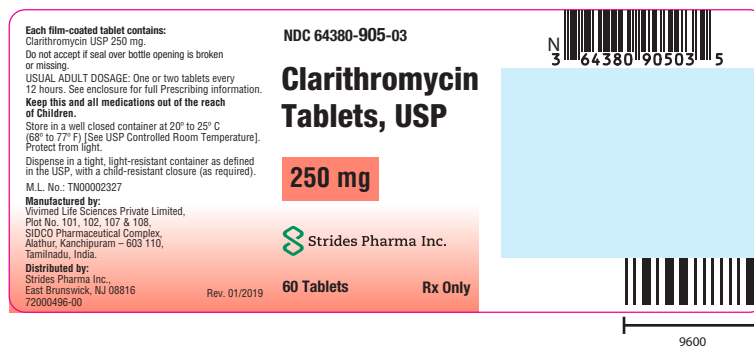 Each film-coated tablet contains:
Clarithromycin USP 250 mg.
Do not accept if seal over bottle opening is broken
or missing.
USUAL ADULT DOSAGE: One or two tablets every
12 hours. See enclosure for full Prescribing information.
Keep this and all medications out of the reach
of Children.
Store in a well closed container at 20º to 25º C
(68º to 77º F) [See USP Controlled Room Temperature].
Protect from light.
Dispense in a tight, light-resistant container as defined
in the USP, with a child-resistant closure (as required).
M.L. No.: TN00002327
Manufactured by:
Vivimed Life Sciences Private Limited,
Plot No. 101, 102, 107 & 108,
SIDCO Pharmaceutical Complex,
Alathur, Kanchipuram – 603 110,
Tamilnadu, India.
Distributed by:
Strides Pharma Inc.,
East Brunswick, NJ 08816
72000496-00
Rev. 01/2019
NDC 64380-905-03
Clarithromycin
Tablets, USP
250 mg
Strides Pharma Inc.
60 Tablets
Rx Only
N
3 64380 90503 5
9600